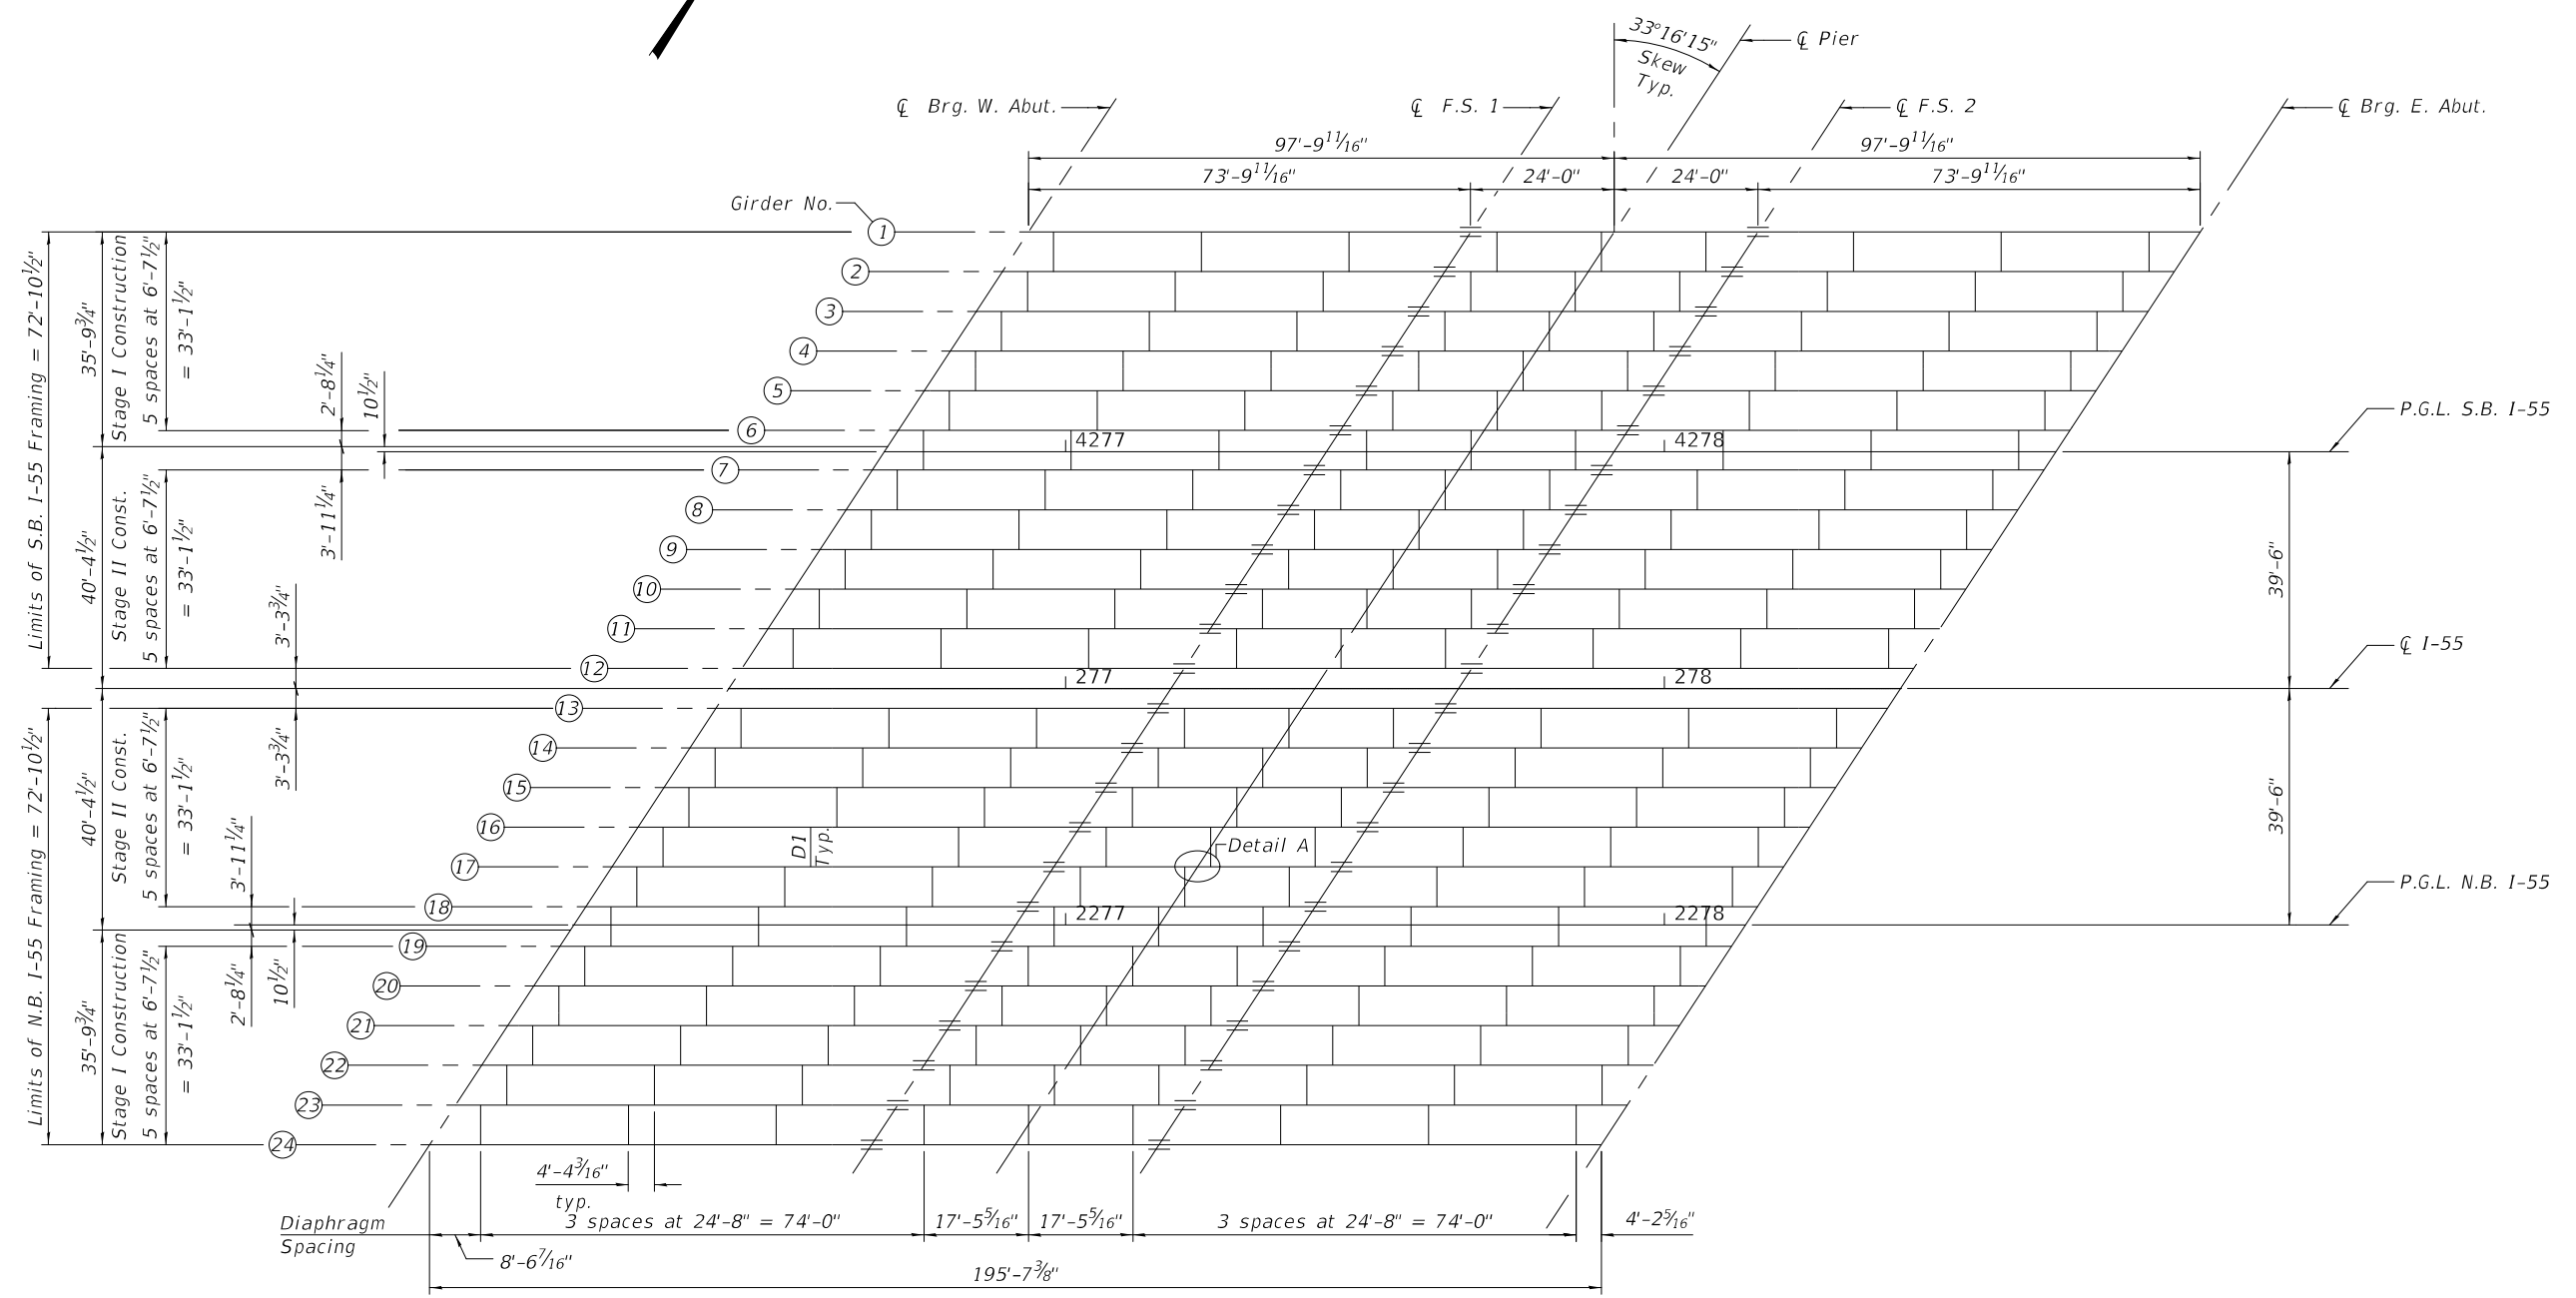 33°16'15"
Skew
Typ.
℄ Pier
℄ Brg. W. Abut.
℄ F.S. 1
℄ F.S. 2
℄ Brg. E. Abut.
97'-9 11/16"
97'-9 11/16"
73'-9 11/16"
24'-0"
24'-0"
73'-9 11/16"
Girder No.
1
2
3
4
5
6
7
8
9
10
11
12
13
14
15
16
17
18
19
20
21
22
23
24
Limits of S.B. I-55 Framing = 72'-10 1/2"
35'-9 3/4"
Stage I Construction
5 spaces at 6'-7 1/2"
= 33'-1 1/2"
2'-8 1/4"
10 1/2"
3'-11 1/4"
40'-4 1/2"
Stage II Const.
5 spaces at 6'-7 1/2"
= 33'-1 1/2"
3'-3 3/4"
3'-3 3/4"
Limits of N.B. I-55 Framing = 72'-10 1/2"
40'-4 1/2"
Stage II Const.
5 spaces at 6'-7 1/2"
= 33'-1 1/2"
3'-11 1/4"
2'-8 1/4"
10 1/2"
35'-9 3/4"
Stage I Construction
5 spaces at 6'-7 1/2"
= 33'-1 1/2"
4277
4278
277
278
2277
2278
D1
Typ.
Detail A
P.G.L. S.B. I-55
39'-6"
℄ I-55
39'-6"
P.G.L. N.B. I-55
4'-4 3/16"
typ.
Diaphragm
Spacing
8'-6 7/16"
3 spaces at 24'-8" = 74'-0"
17'-5 5/16"
17'-5 5/16"
3 spaces at 24'-8" = 74'-0"
4'-2 5/16"
195'-7 3/8"